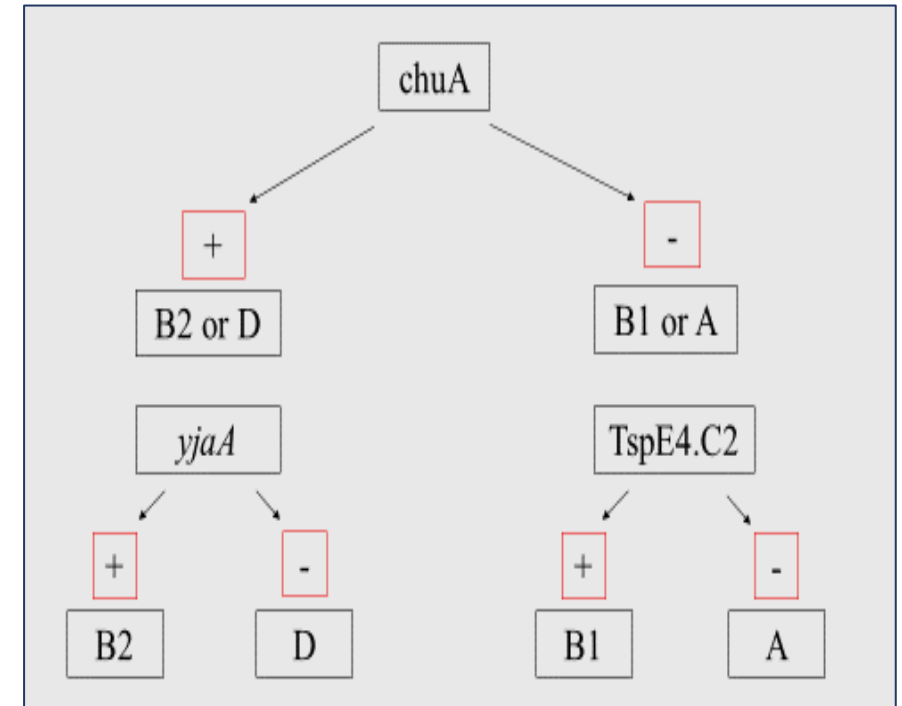 chuA
+ -
B2 or D B1 or A
yjaA TspE4.C2
+ - + -
B2 D B1 A